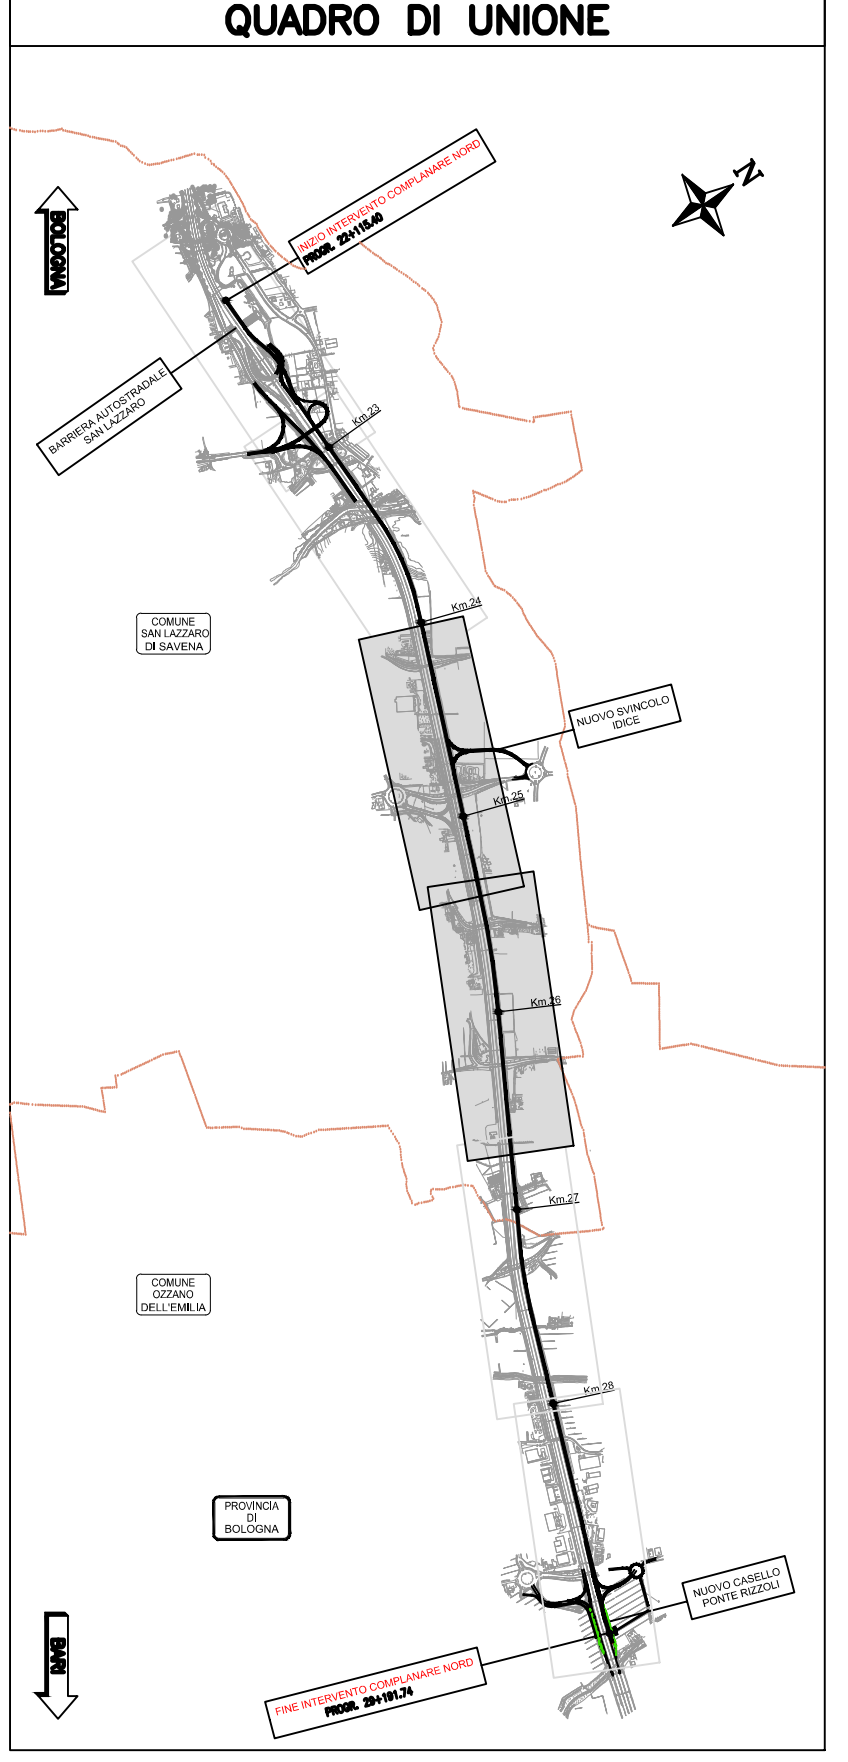 QUADRO DI UNIONE
N
BOLOGNA
INIZIO INTERVENTO COMPLANARE NORD
PROGR. 22+115.40
BARRIERA AUTOSTRADALE
SAN LAZZARO
Km.23
Km.24
COMUNE
SAN LAZZARO
DI SAVENA
NUOVO SVINCOLO
IDICE
Km.25
Km.26
Km.27
COMUNE
OZZANO
DELL'EMILIA
Km.28
PROVINCIA
DI
BOLOGNA
NUOVO CASELLO
PONTE RIZZOLI
BARI
FINE INTERVENTO COMPLANARE NORD
PROGR. 29+191.74